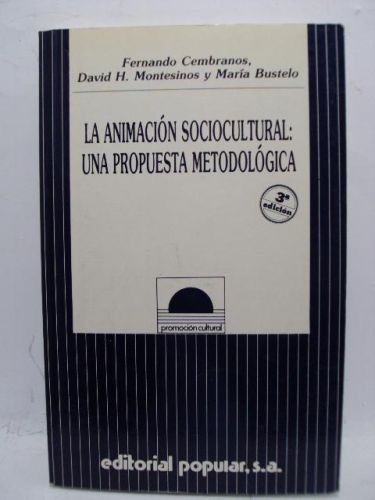 Fernando Cembranos,
David H. Montesinos y María Bustelo
LA ANIMACIÓN SOCIOCULTURAL:
UNA PROPUESTA METODOLÓGICA
3ª
edición
promoción cultural
editorial popular, s.a.